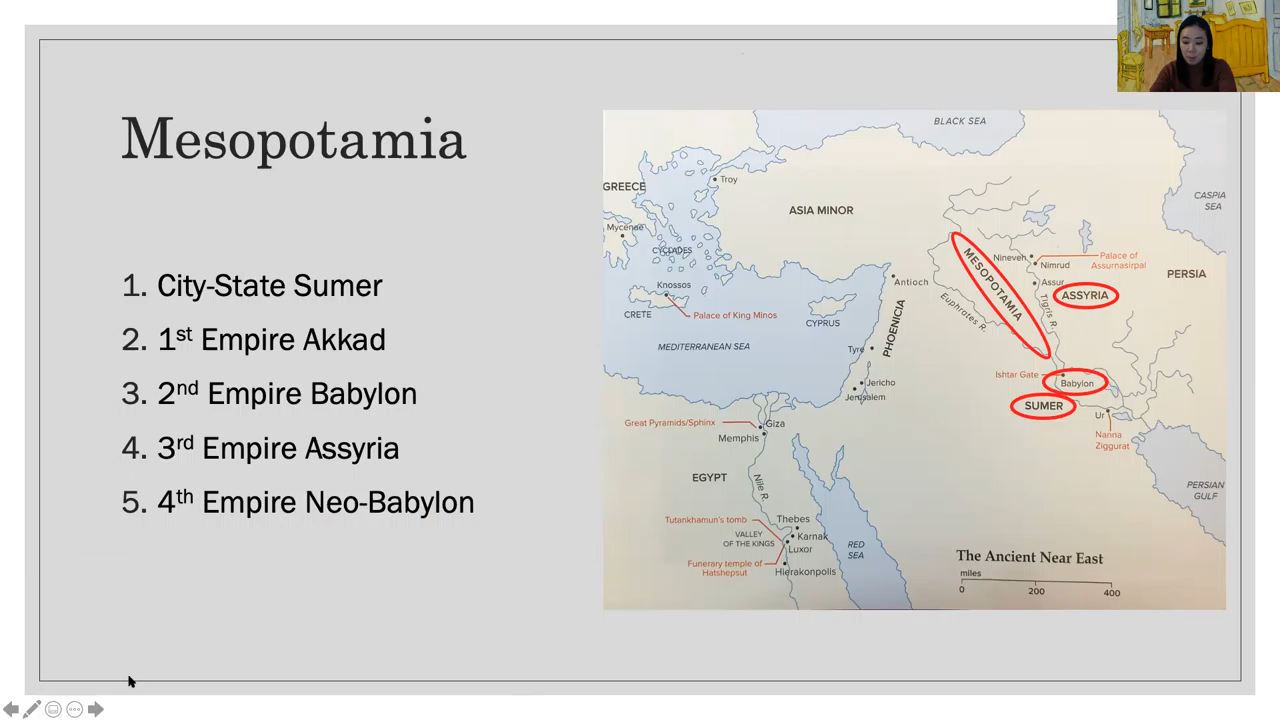 Mesopotamia
1. City-State Sumer
2. 1st Empire Akkad
3. 2nd Empire Babylon
4. 3rd Empire Assyria
5. 4th Empire Neo-Babylon
BLACK SEA
GREECE
Troy
ASIA MINOR
CASPIA
SEA
Mycenae
CYCLADES
MESOPOTAMIA
Nineveh
Nimrud
Palace of
Assurnasirpal
PERSIA
Knossos
CRETE
Palace of King Minos
CYPRUS
Antioch
PHOENICIA
Euphrates R.
Assur
ASSYRIA
Tigris R.
MEDITERRANEAN SEA
Tyre
Jericho
Jerusalem
Ishtar Gate
Babylon
SUMER
Ur
Nanna
Ziggurat
Great Pyramids/Sphinx
Giza
Memphis
EGYPT
Nile R.
PERSIAN
GULF
Tutankhamun's tomb
Thebes
VALLEY
OF THE KINGS
Karnak
Luxor
RED
SEA
Funerary temple of
Hatshepsut
Hierakonpolis
The Ancient Near East
miles
0 200 400